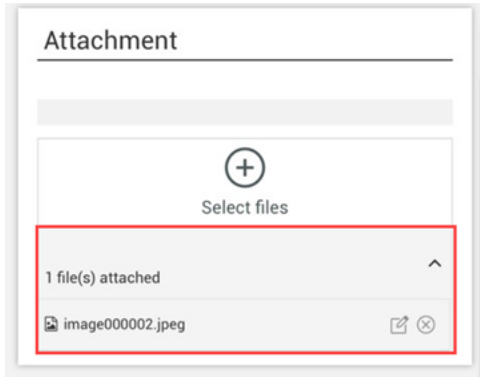 Attachment
Select files
1 file(s) attached
image000002.jpeg